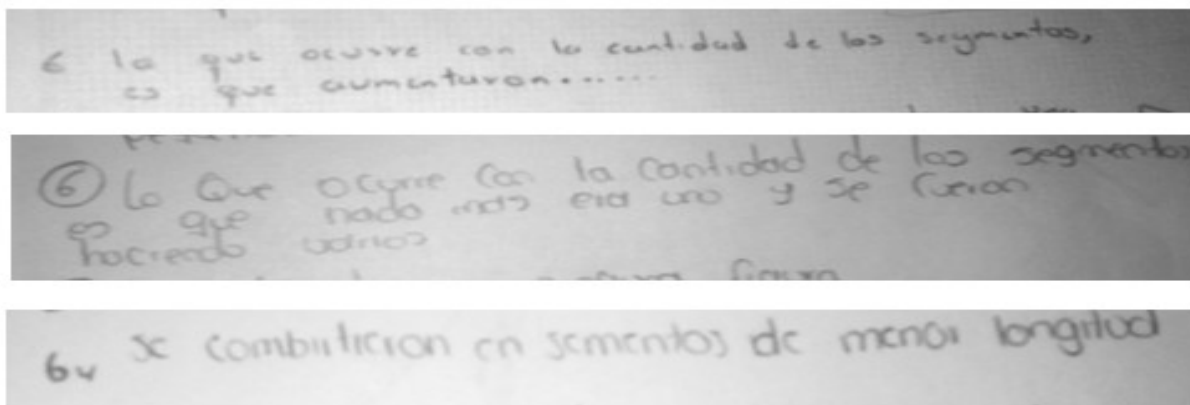 6 lo que ocurre con la cantidad de los segmentos,
es que aumentaron......
⑥ lo Que ocurre Con la Cantidad de los segmentos
es que nada mas era uno y se fueron
haciendo varios
6. se combirticron en sementos de menor longitud